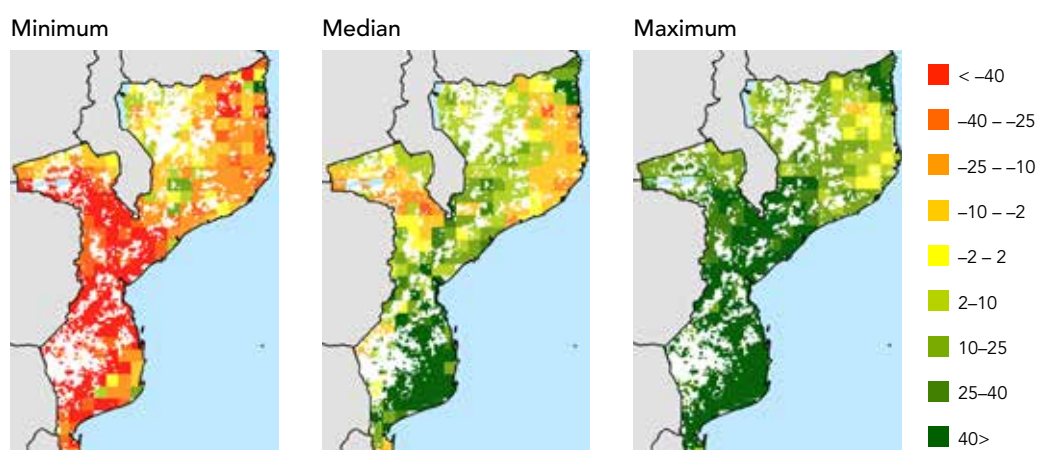 Minimum
Median
Maximum
< –40
–40 – –25
–25 – –10
–10 – –2
–2 – 2
2–10
10–25
25–40
40>